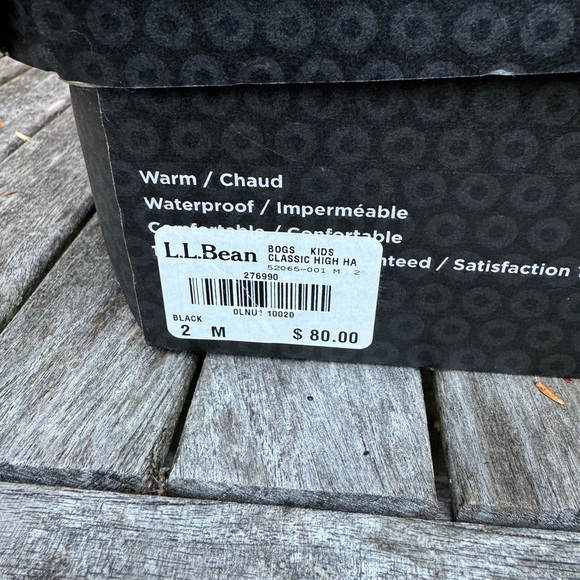 Warm / Chaud
Waterproof / Imperméable
Comfortable / Confortable
nteed / Satisfaction
L.L.Bean
BOGS KIDS
CLASSIC HIGH HA
52065-001 M 2
276990
0LNU1 10020
BLACK
2 M $ 80.00